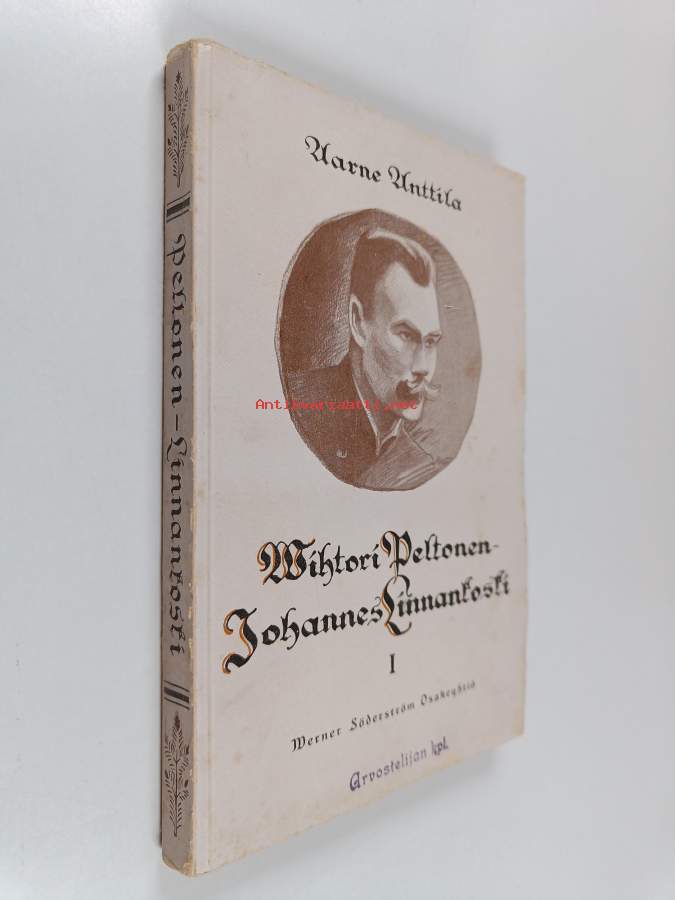 Peltonen-Linnankoski
Aarne Anttila
Antikvariaatti.net
Wihtori Peltonen-
Johannes Linnankoski
I
Werner Söderström Osakeyhtiö
Arvostelijan kpl.